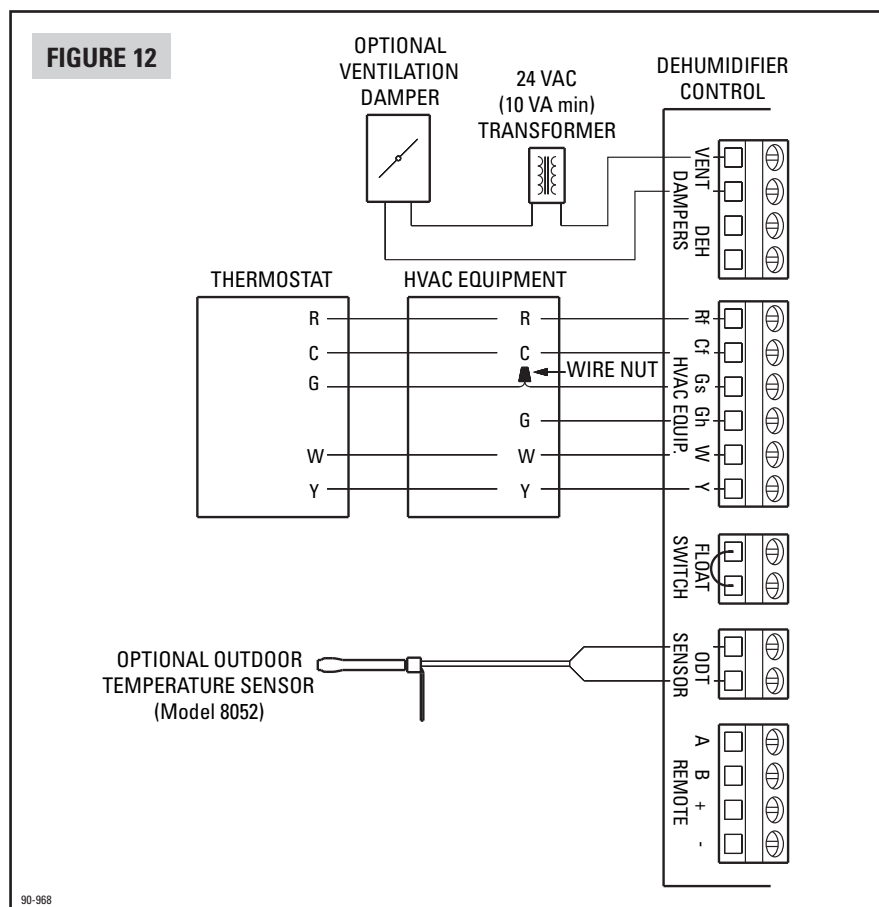 FIGURE 12
OPTIONAL
VENTILATION
DAMPER
24 VAC
(10 VA min)
TRANSFORMER
DEHUMIDIFIER
CONTROL
VENT
DEH
DAMPERS
THERMOSTAT
HVAC EQUIPMENT
R
R
Rf
C
C
Cf
WIRE NUT
G
Gs
G
Gh
W
W
W
Y
Y
Y
HVAC EQUIP.
FLOAT
SWITCH
OPTIONAL OUTDOOR
TEMPERATURE SENSOR
(Model 8052)
ODT
SENSOR
A
B
+
-
REMOTE
90-968